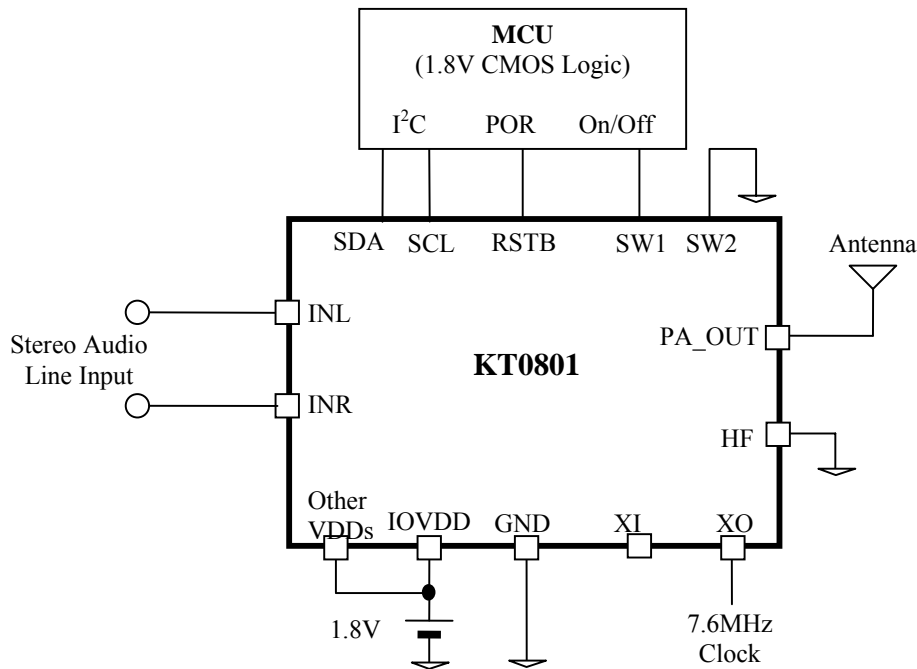 MCU
(1.8V CMOS Logic)
I²C POR On/Off
SDA SCL RSTB SW1 SW2
Antenna
INL
Stereo Audio
Line Input
INR
KT0801
PA_OUT
HF
Other
VDDs
IOVDD GND XI XO
1.8V
7.6MHz
Clock